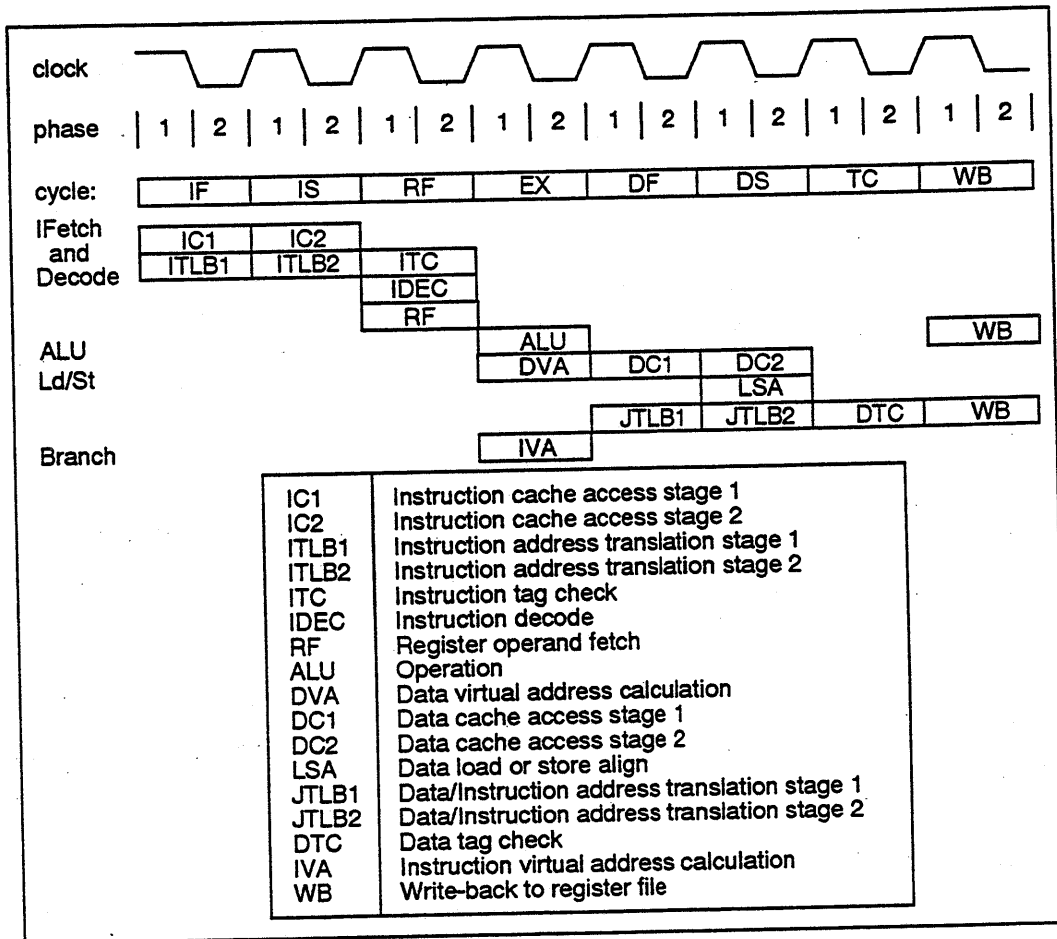 clock
phase 1 2 1 2 1 2 1 2 1 2 1 2 1 2 1 2
cycle: IF IS RF EX DF DS TC WB
IFetch and Decode
IC1 IC2
ITLB1 ITLB2 ITC
IDEC
RF
ALU
ALU WB
Ld/St
DVA DC1 DC2
LSA
JTLB1 JTLB2 DTC WB
Branch
IVA
IC1 Instruction cache access stage 1
IC2 Instruction cache access stage 2
ITLB1 Instruction address translation stage 1
ITLB2 Instruction address translation stage 2
ITC Instruction tag check
IDEC Instruction decode
RF Register operand fetch
ALU Operation
DVA Data virtual address calculation
DC1 Data cache access stage 1
DC2 Data cache access stage 2
LSA Data load or store align
JTLB1 Data/Instruction address translation stage 1
JTLB2 Data/Instruction address translation stage 2
DTC Data tag check
IVA Instruction virtual address calculation
WB Write-back to register file